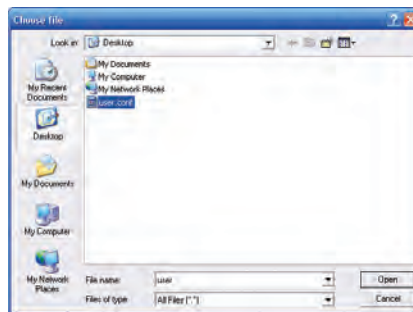 Choose file
Look in: Desktop
My Recent
Documents
Desktop
My Documents
My Computer
My Network
Places
My Documents
My Computer
My Network Places
user.conf
File name: user Open
Files of type: All Files (*.*) Cancel